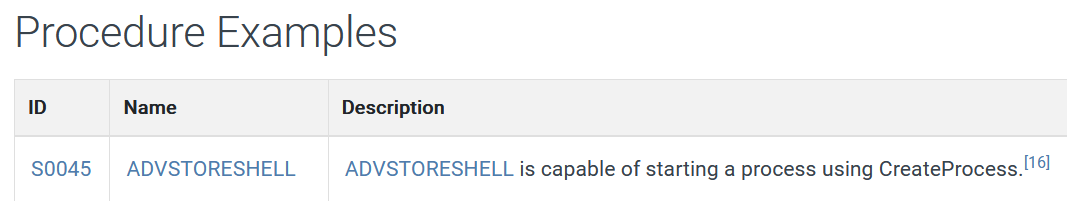 Procedure Examples
ID Name Description
S0045 ADVSTORESHELL ADVSTORESHELL is capable of starting a process using CreateProcess.[16]